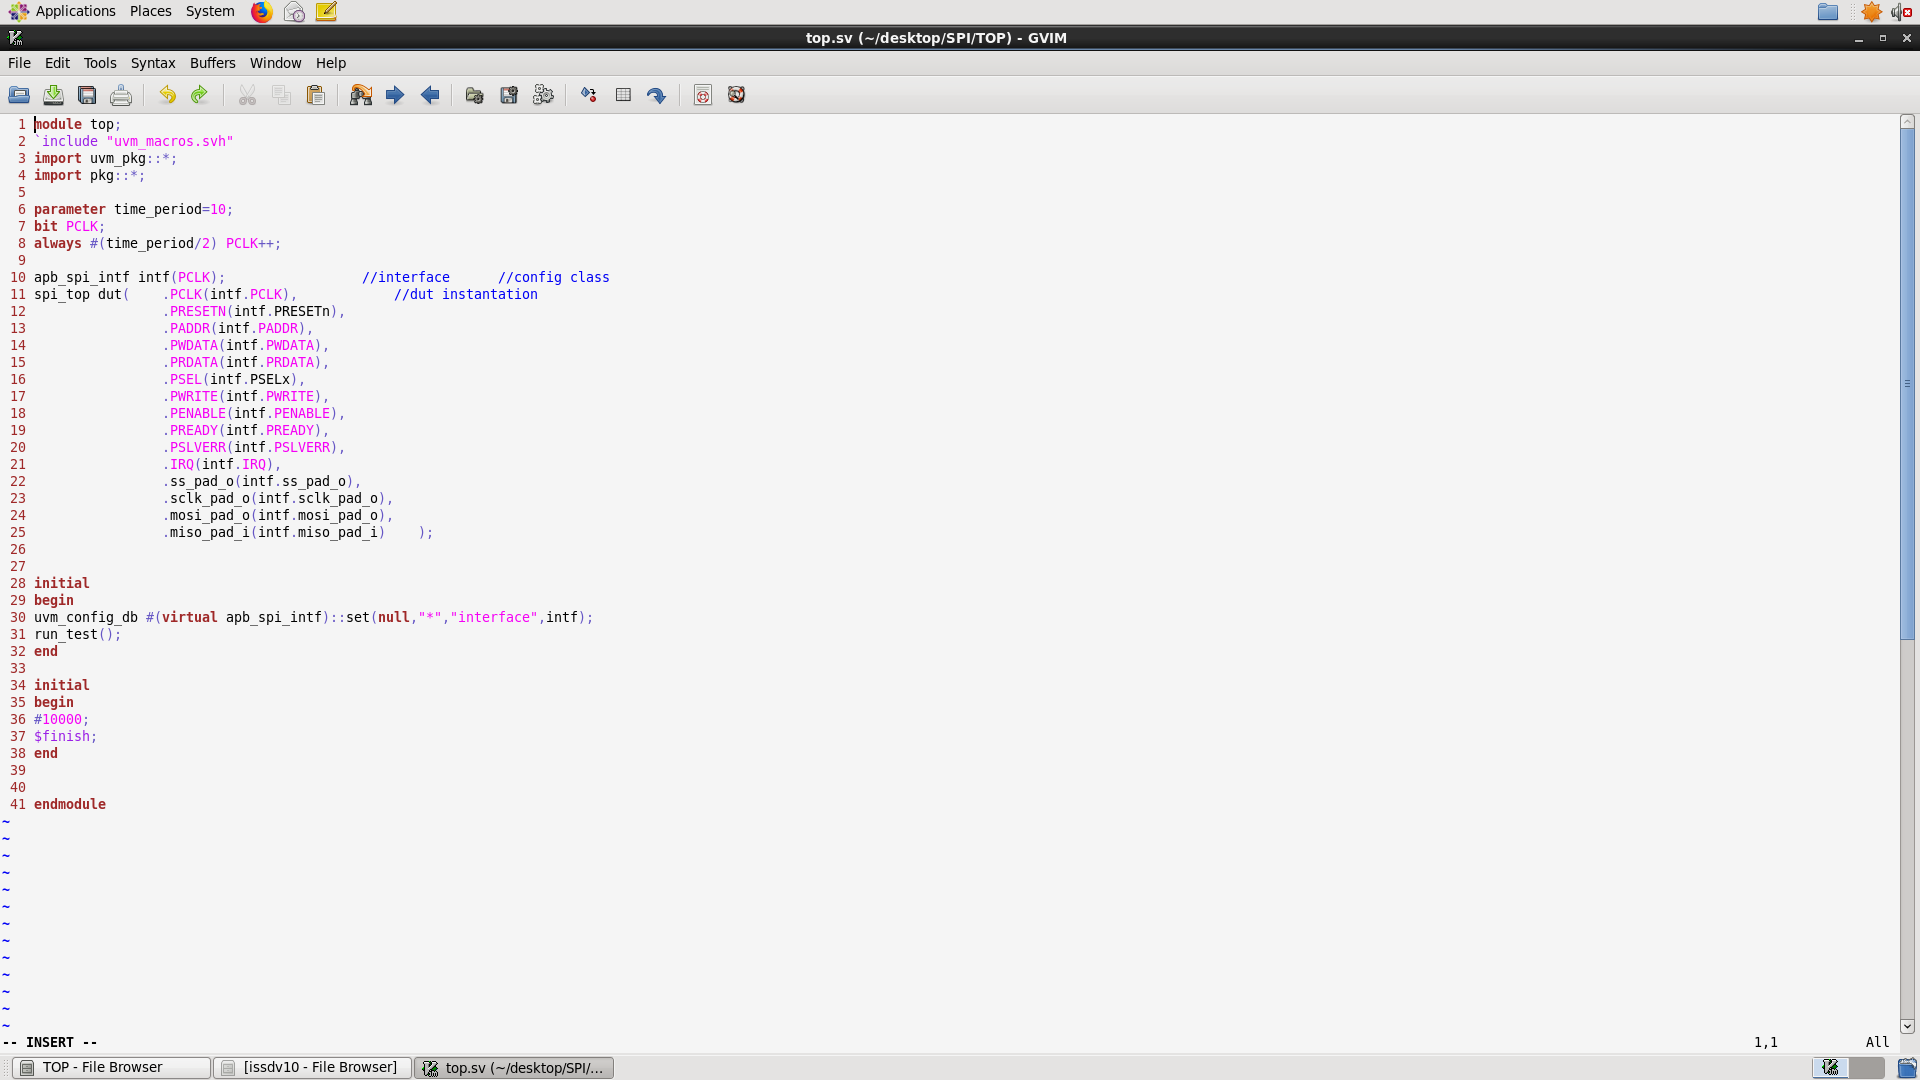 Applications Places System
top.sv (~/desktop/SPI/TOP) - GVIM
File Edit Tools Syntax Buffers Window Help
1 module top;
2 `include "uvm_macros.svh"
3 import uvm_pkg::*;
4 import pkg::*;
5
6 parameter time_period=10;
7 bit PCLK;
8 always #(time_period/2) PCLK++;
9
10 apb_spi_intf intf(PCLK); //interface //config class
11 spi_top dut( .PCLK(intf.PCLK), //dut instantation
12 .PRESETN(intf.PRESETn),
13 .PADDR(intf.PADDR),
14 .PWDATA(intf.PWDATA),
15 .PRDATA(intf.PRDATA),
16 .PSEL(intf.PSELx),
17 .PWRITE(intf.PWRITE),
18 .PENABLE(intf.PENABLE),
19 .PREADY(intf.PREADY),
20 .PSLVERR(intf.PSLVERR),
21 .IRQ(intf.IRQ),
22 .ss_pad_o(intf.ss_pad_o),
23 .sclk_pad_o(intf.sclk_pad_o),
24 .mosi_pad_o(intf.mosi_pad_o),
25 .miso_pad_i(intf.miso_pad_i) );
26
27
28 initial
29 begin
30 uvm_config_db #(virtual apb_spi_intf)::set(null,"*","interface",intf);
31 run_test();
32 end
33
34 initial
35 begin
36 #10000;
37 $finish;
38 end
39
40
41 endmodule
~
~
~
~
~
~
~
~
~
~
~
~
~
-- INSERT -- 1,1 All
TOP - File Browser [issdv10 - File Browser] top.sv (~/desktop/SPI/...